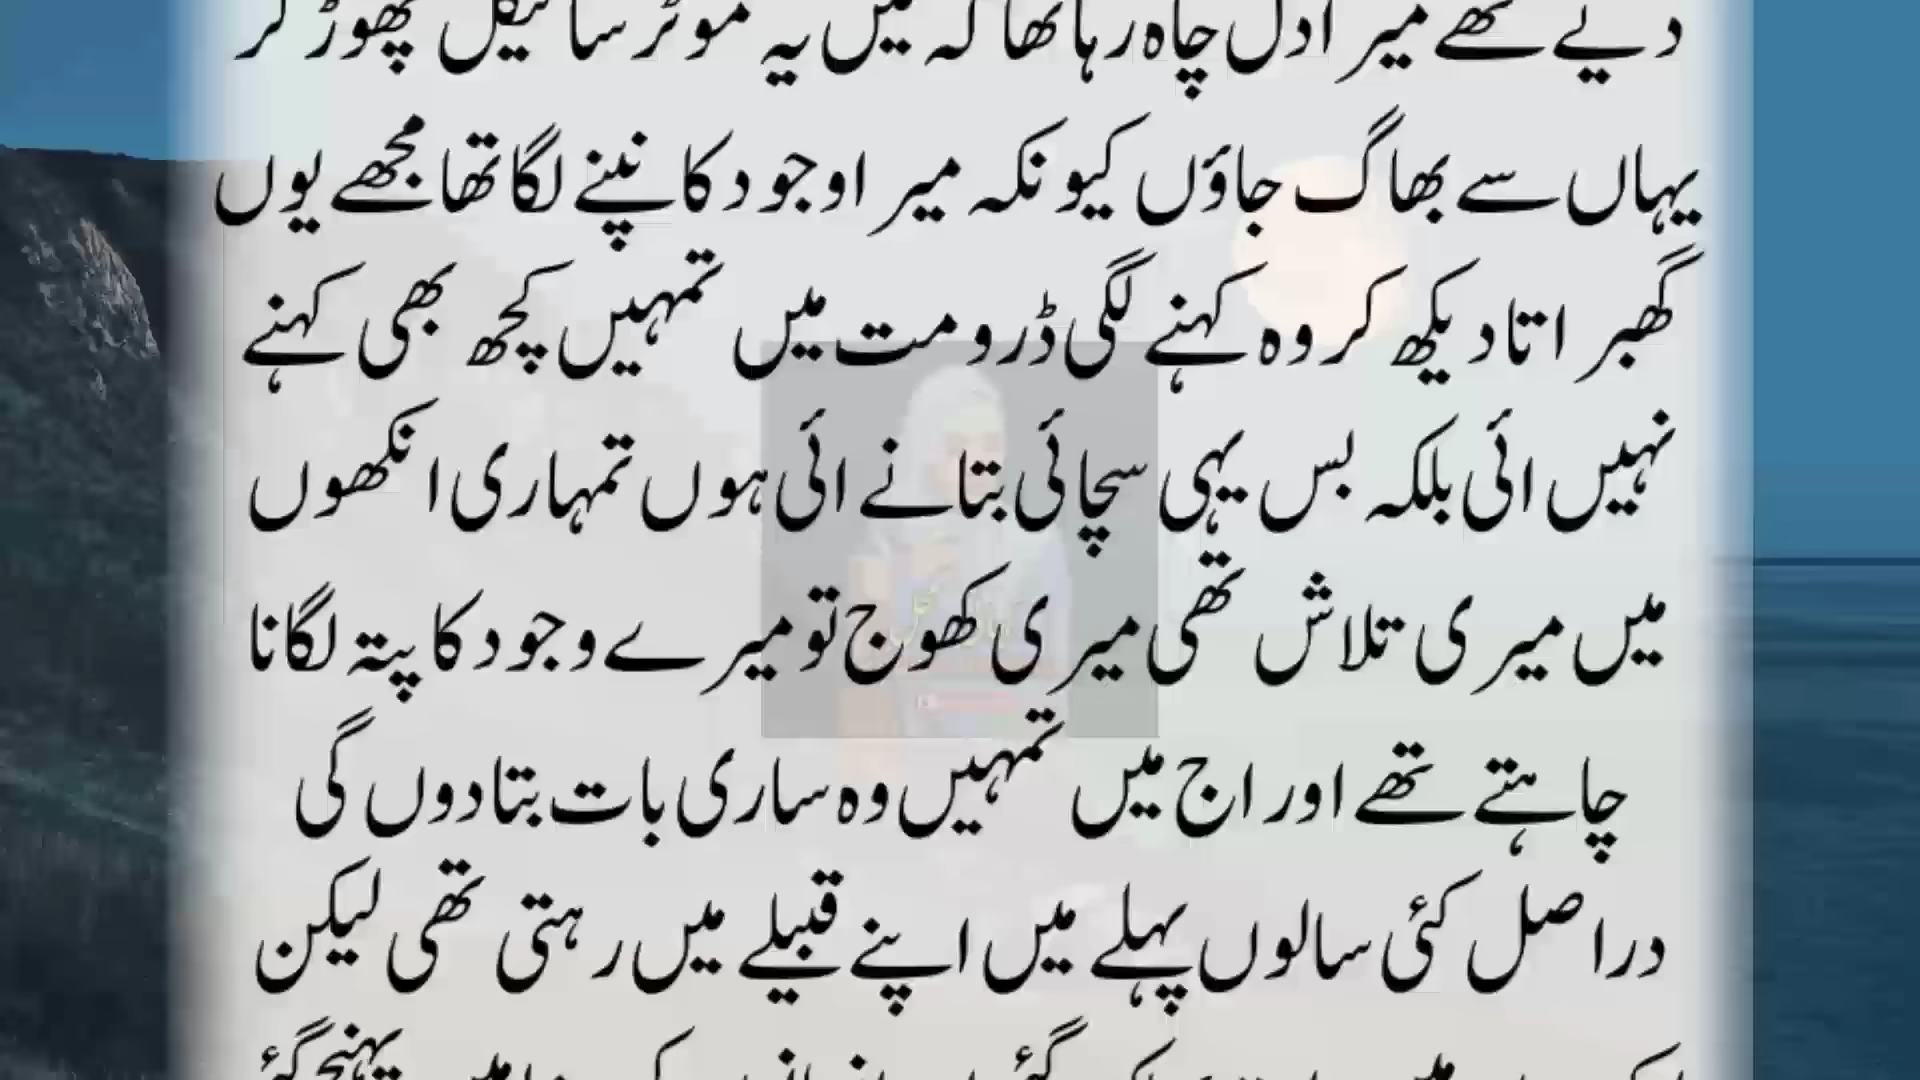 دیے تھے میرا دل چاہ رہا تھا کہ میں یہ موٹر سائیکل چھوڑ کر
یہاں سے بھاگ جاؤں کیونکہ میرا وجود کانپنے لگا تھا مجھے یوں
گھبراتا دیکھ کر وہ کہنے لگی ڈرو مت میں تمہیں کچھ بھی کہنے
نہیں ائی بلکہ بس یہی سچائی بتانے ائی ہوں تمہاری انکھوں
میں میری تلاش تھی میری کھوج تو میرے وجود کا پتہ لگانا
چاہتے تھے اور اج میں تمہیں وہ ساری بات بتا دوں گی
دراصل کئی سالوں پہلے میں اپنے قبیلے میں رہتی تھی لیکن